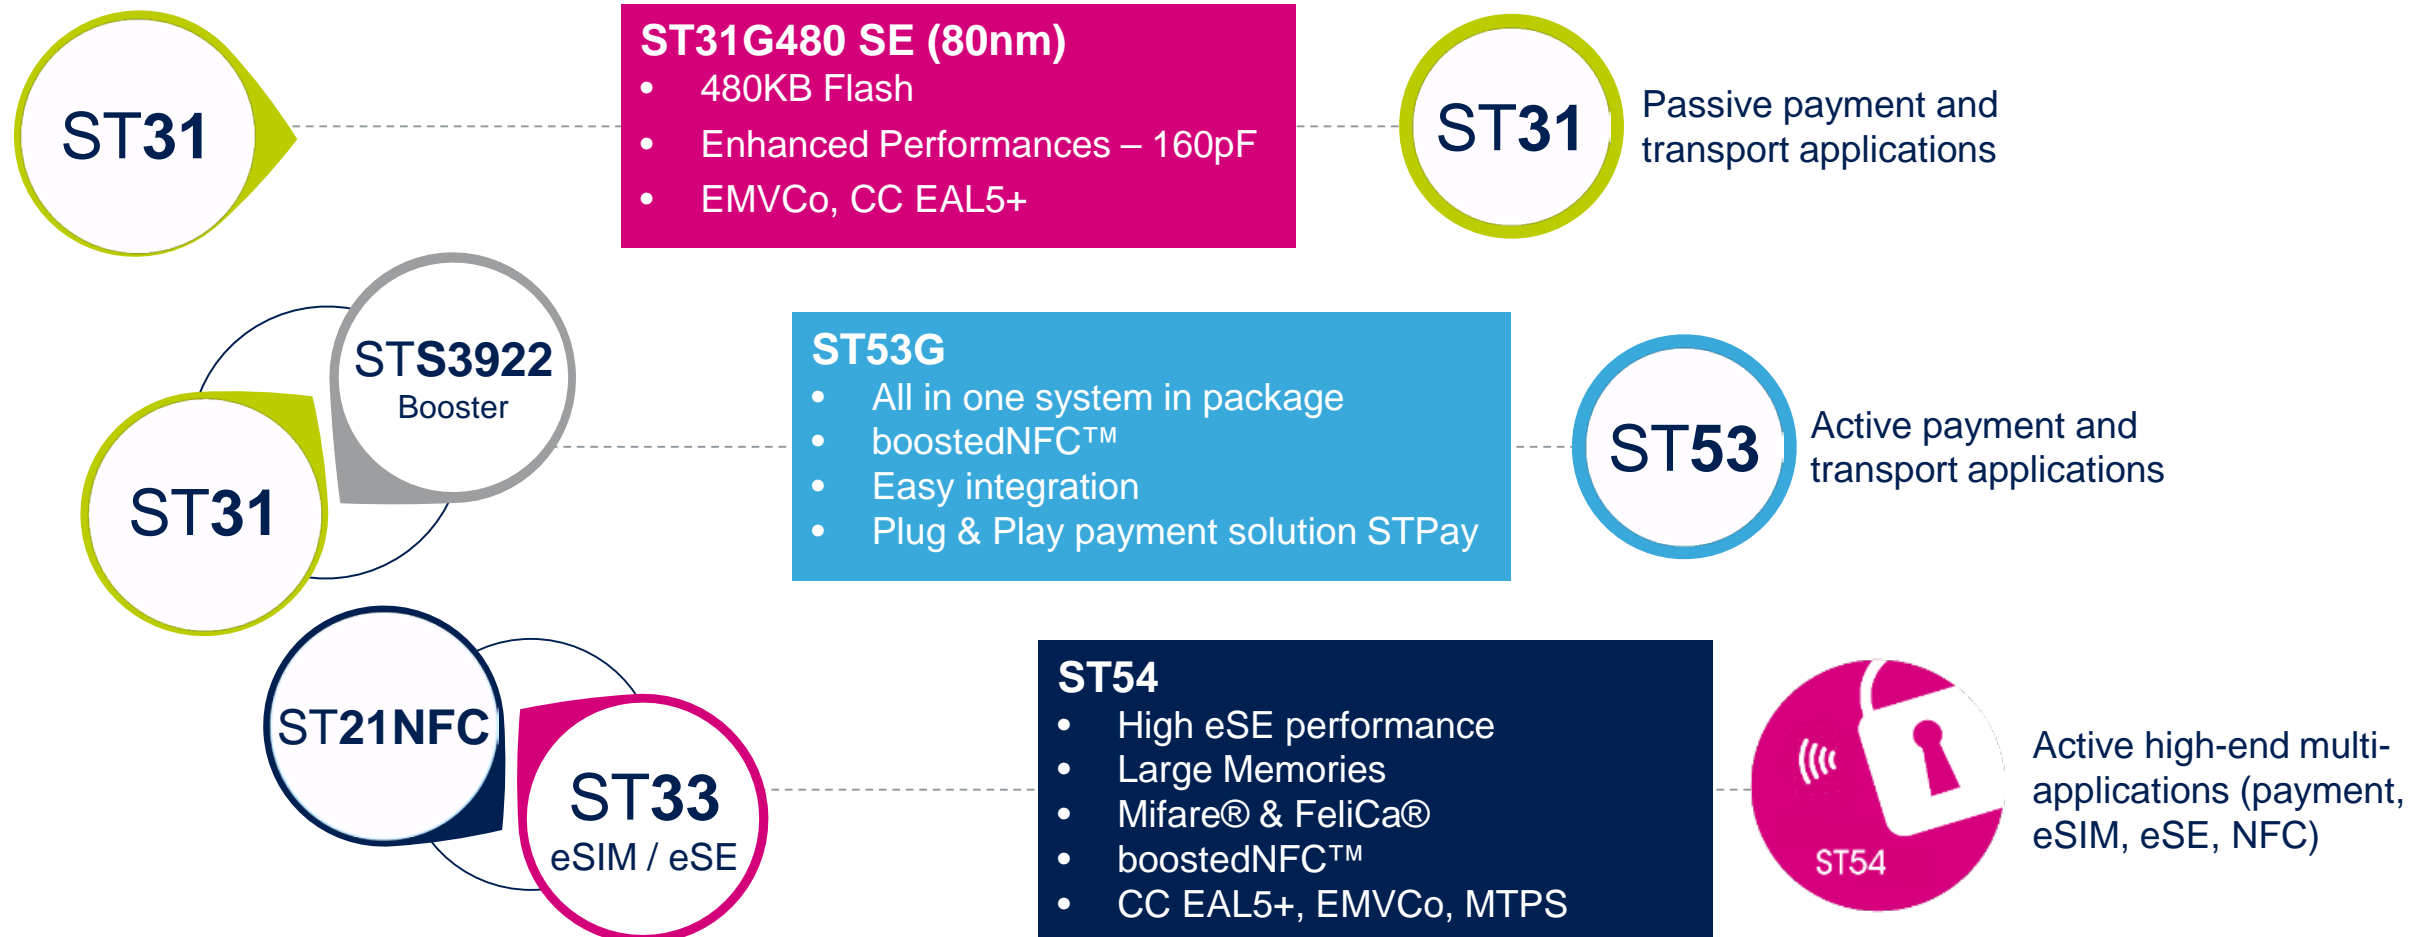 ST31
ST31G480 SE (80nm)
• 480KB Flash
• Enhanced Performances – 160pF
• EMVCo, CC EAL5+
ST31
Passive payment and
transport applications
STS3922
Booster
ST31
ST53G
• All in one system in package
• boostedNFC™
• Easy integration
• Plug & Play payment solution STPay
ST53
Active payment and
transport applications
ST21NFC
ST33
eSIM / eSE
ST54
• High eSE performance
• Large Memories
• Mifare® & FeliCa®
• boostedNFC™
• CC EAL5+, EMVCo, MTPS
ST54
Active high-end multi-
applications (payment,
eSIM, eSE, NFC)